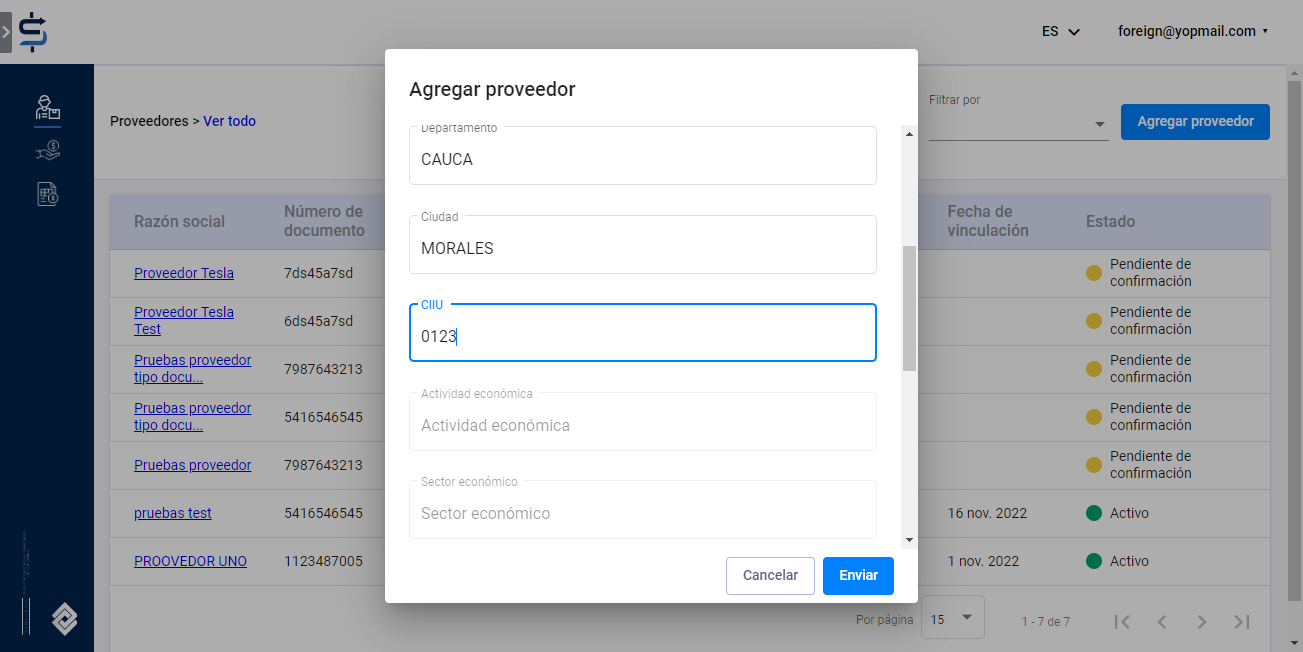 ES
foreign@yopmail.com
Proveedores > Ver todo
Filtrar por
Agregar proveedor
Razón social
Número de
documento
Fecha de
vinculación
Estado
Proveedor Tesla
7ds45a7sd
Pendiente de
confirmación
Proveedor Tesla
Test
6ds45a7sd
Pendiente de
confirmación
Pruebas proveedor
tipo docu...
7987643213
Pendiente de
confirmación
Pruebas proveedor
tipo docu...
5416546545
Pendiente de
confirmación
Pruebas proveedor
7987643213
Pendiente de
confirmación
pruebas test
5416546545
16 nov. 2022
Activo
PROOVEDOR UNO
1123487005
1 nov. 2022
Activo
Por página
15
1 - 7 de 7
Agregar proveedor
Departamento
CAUCA
Ciudad
MORALES
CIIU
0123
Actividad económica
Actividad económica
Sector económico
Sector económico
Cancelar
Enviar